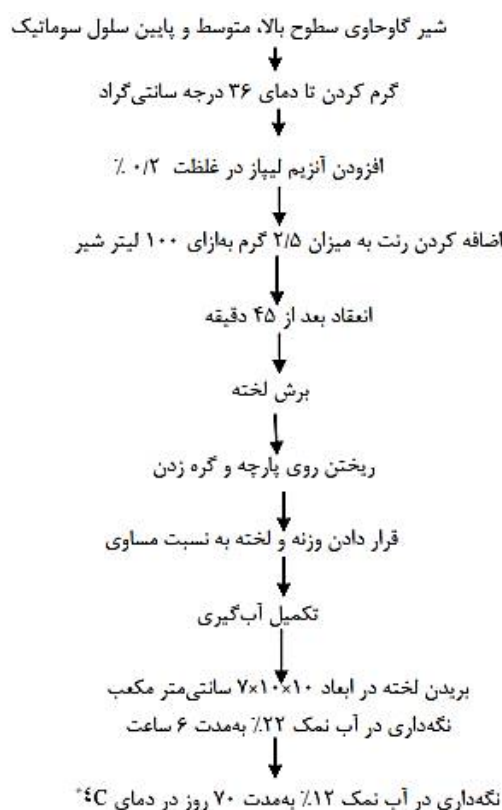 شیر گاوحاوی سطوح بالا، متوسط و پایین سلول سوماتیک
گرم کردن تا دمای ۳۶ درجه سانتی‌گراد
افزودن آنزیم لیپاز در غلظت ۰/۲ ٪
اضافه کردن رنت به میزان ۲/۵ گرم به‌ازای ۱۰۰ لیتر شیر
انعقاد بعد از ۴۵ دقیقه
برش لخته
ریختن روی پارچه و گره زدن
قرار دادن وزنه و لخته به نسبت مساوی
تکمیل آب‌گیری
بریدن لخته در ابعاد ۱۰×۱۰×۷ سانتی‌متر مکعب
نگه‌داری در آب نمک ۲۲٪ به‌مدت ۶ ساعت
نگه‌داری در آب نمک ۱۲٪ به‌مدت ۷۰ روز در دمای ٤°C